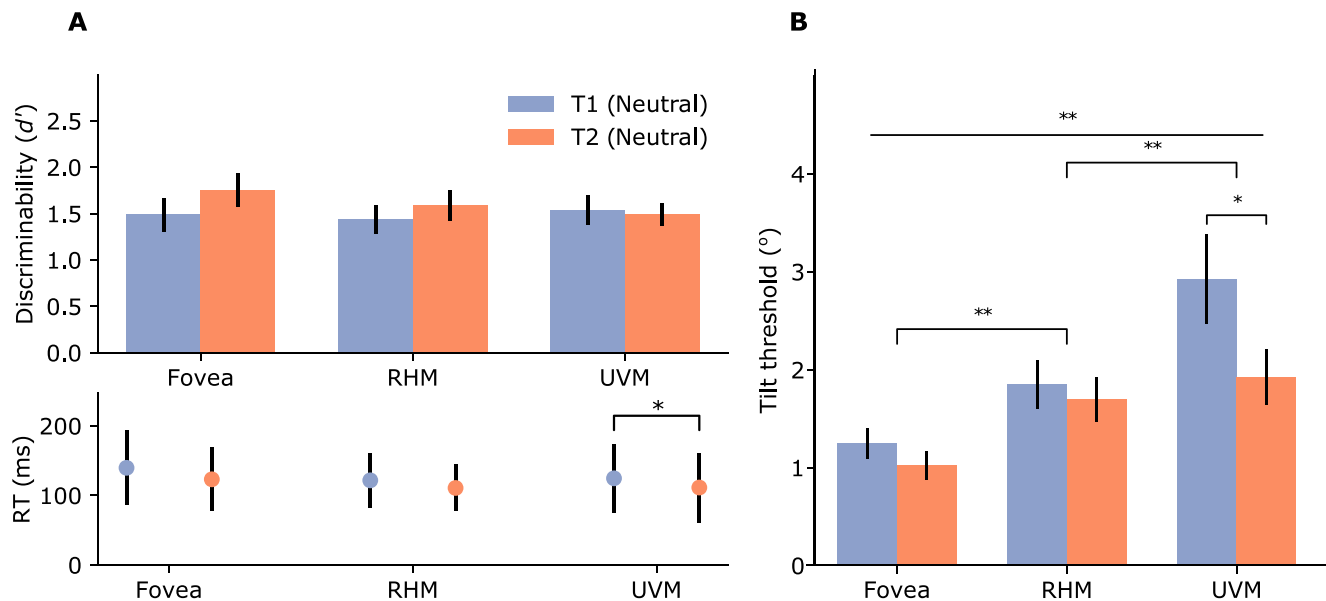 A
Discriminability (d')
2.5
2.0
1.5
1.0
0.5
0.0
T1 (Neutral)
T2 (Neutral)
Fovea RHM UVM
RT (ms)
200
100
0
*
Fovea RHM UVM
B
Tilt threshold (°)
4
3
2
1
0
**
**
*
**
Fovea RHM UVM